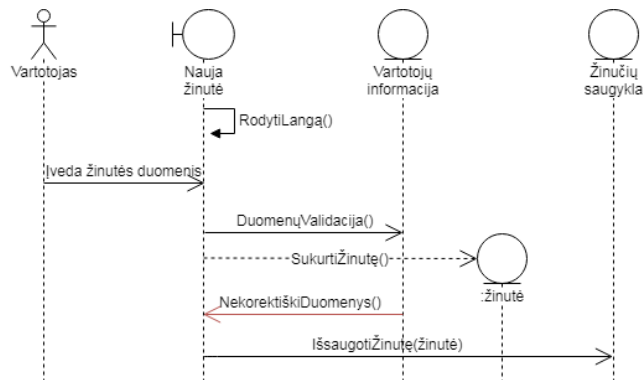 Vartotojas
Nauja
žinutė
Vartotojų
informacija
Žinučių
saugykla
RodytiLangą()
Įveda žinutės duomenis
DuomenųValidacija()
SukurtiŽinutę()
:žinutė
NekorektiškiDuomenys()
IšsaugotiŽinutę(žinutė)